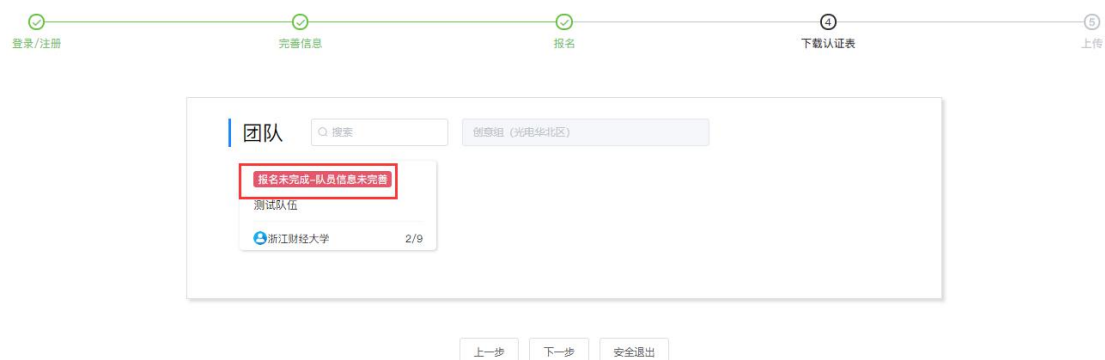 4
5
登录/注册
完善信息
报名
下载认证表
上传
团队
搜索
创意组（光电华北区）
报名未完成-队员信息未完善
测试队伍
浙江财经大学
2/9
上一步
下一步
安全退出